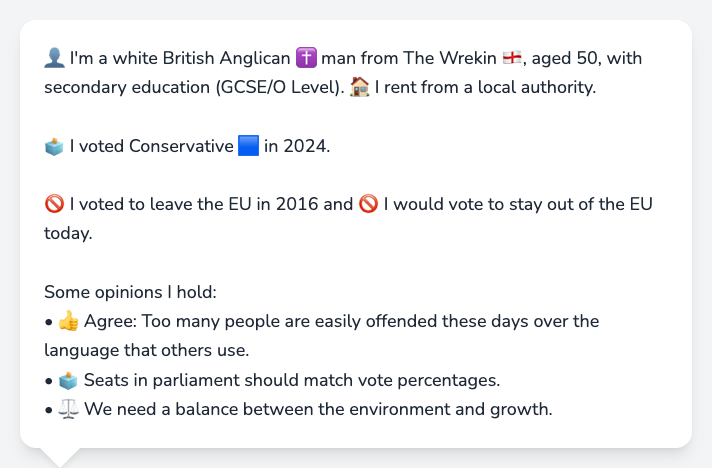 👤 I'm a white British Anglican ✝️ man from The Wrekin 🏴󠁧󠁢󠁥󠁮󠁧󠁿, aged 50, with
secondary education (GCSE/O Level). 🏠 I rent from a local authority.
🗳️ I voted Conservative 🟦 in 2024.
🚫 I voted to leave the EU in 2016 and 🚫 I would vote to stay out of the EU
today.
Some opinions I hold:
• 👍 Agree: Too many people are easily offended these days over the
language that others use.
• 🗳️ Seats in parliament should match vote percentages.
• ⚖️ We need a balance between the environment and growth.